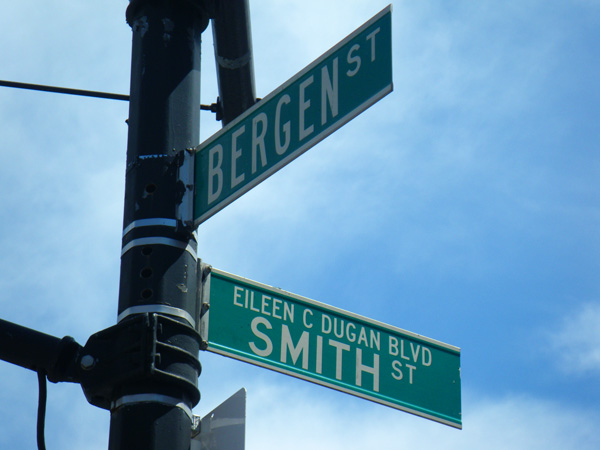 BERGEN ST
EILEEN C DUGAN BLVD
SMITH ST